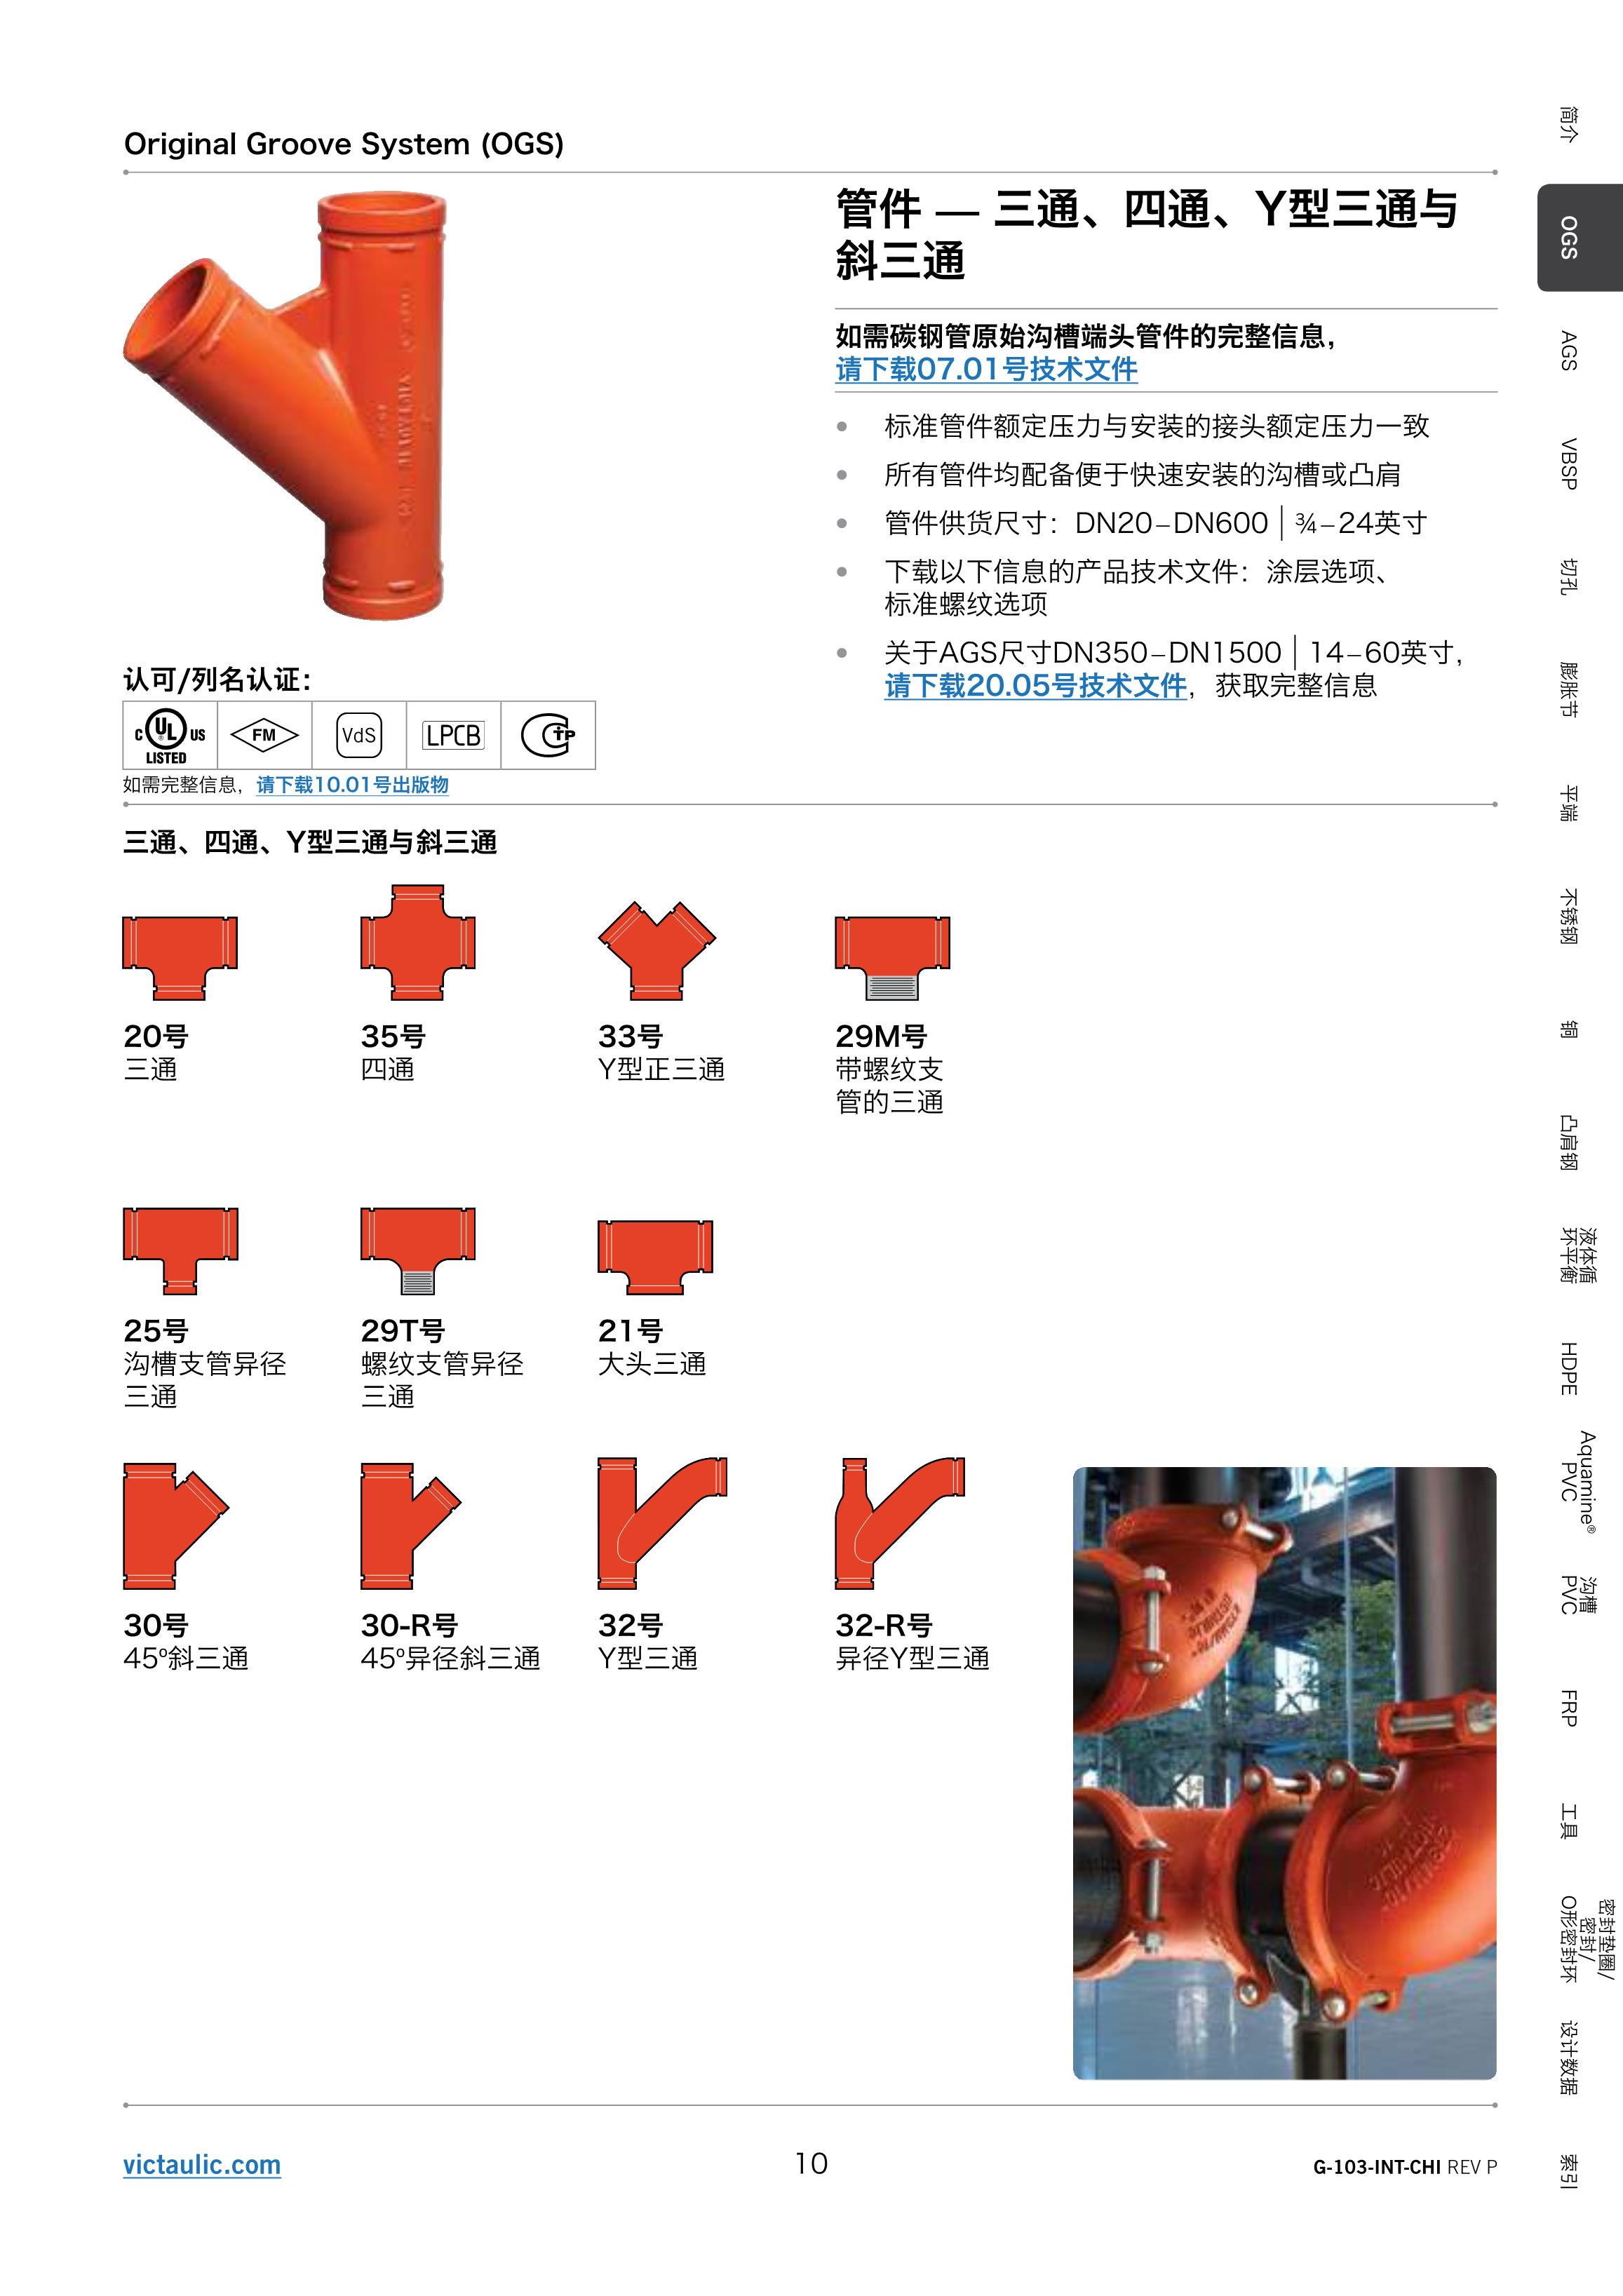 Original Groove System (OGS)
管件 — 三通、四通、Y型三通与
斜三通
如需碳钢管原始沟槽端头管件的完整信息，
请下载07.01号技术文件
• 标准管件额定压力与安装的接头额定压力一致
• 所有管件均配备便于快速安装的沟槽或凸肩
• 管件供货尺寸：DN20–DN600 | ¾–24英寸
• 下载以下信息的产品技术文件：涂层选项、
标准螺纹选项
• 关于AGS尺寸DN350–DN1500 | 14–60英寸，
请下载20.05号技术文件，获取完整信息
认可/列名认证：
C UL US
LISTED
FM
VdS
LPCB
如需完整信息，请下载10.01号出版物
三通、四通、Y型三通与斜三通
20号
三通
35号
四通
33号
Y型正三通
29M号
带螺纹支
管的三通
25号
沟槽支管异径
三通
29T号
螺纹支管异径
三通
21号
大头三通
30号
45º斜三通
30-R号
45º异径斜三通
32号
Y型三通
32-R号
异径Y型三通
victaulic.com
10
G-103-INT-CHI REV P
简介
OGS
AGS
VBSP
切孔
膨胀节
平端
不锈钢
铜
凸肩钢
液体循
环平衡
HDPE
Aquamine®
PVC
沟槽
PVC
FRP
工具
密封垫圈/
密封/
O形密封环
设计数据
索引